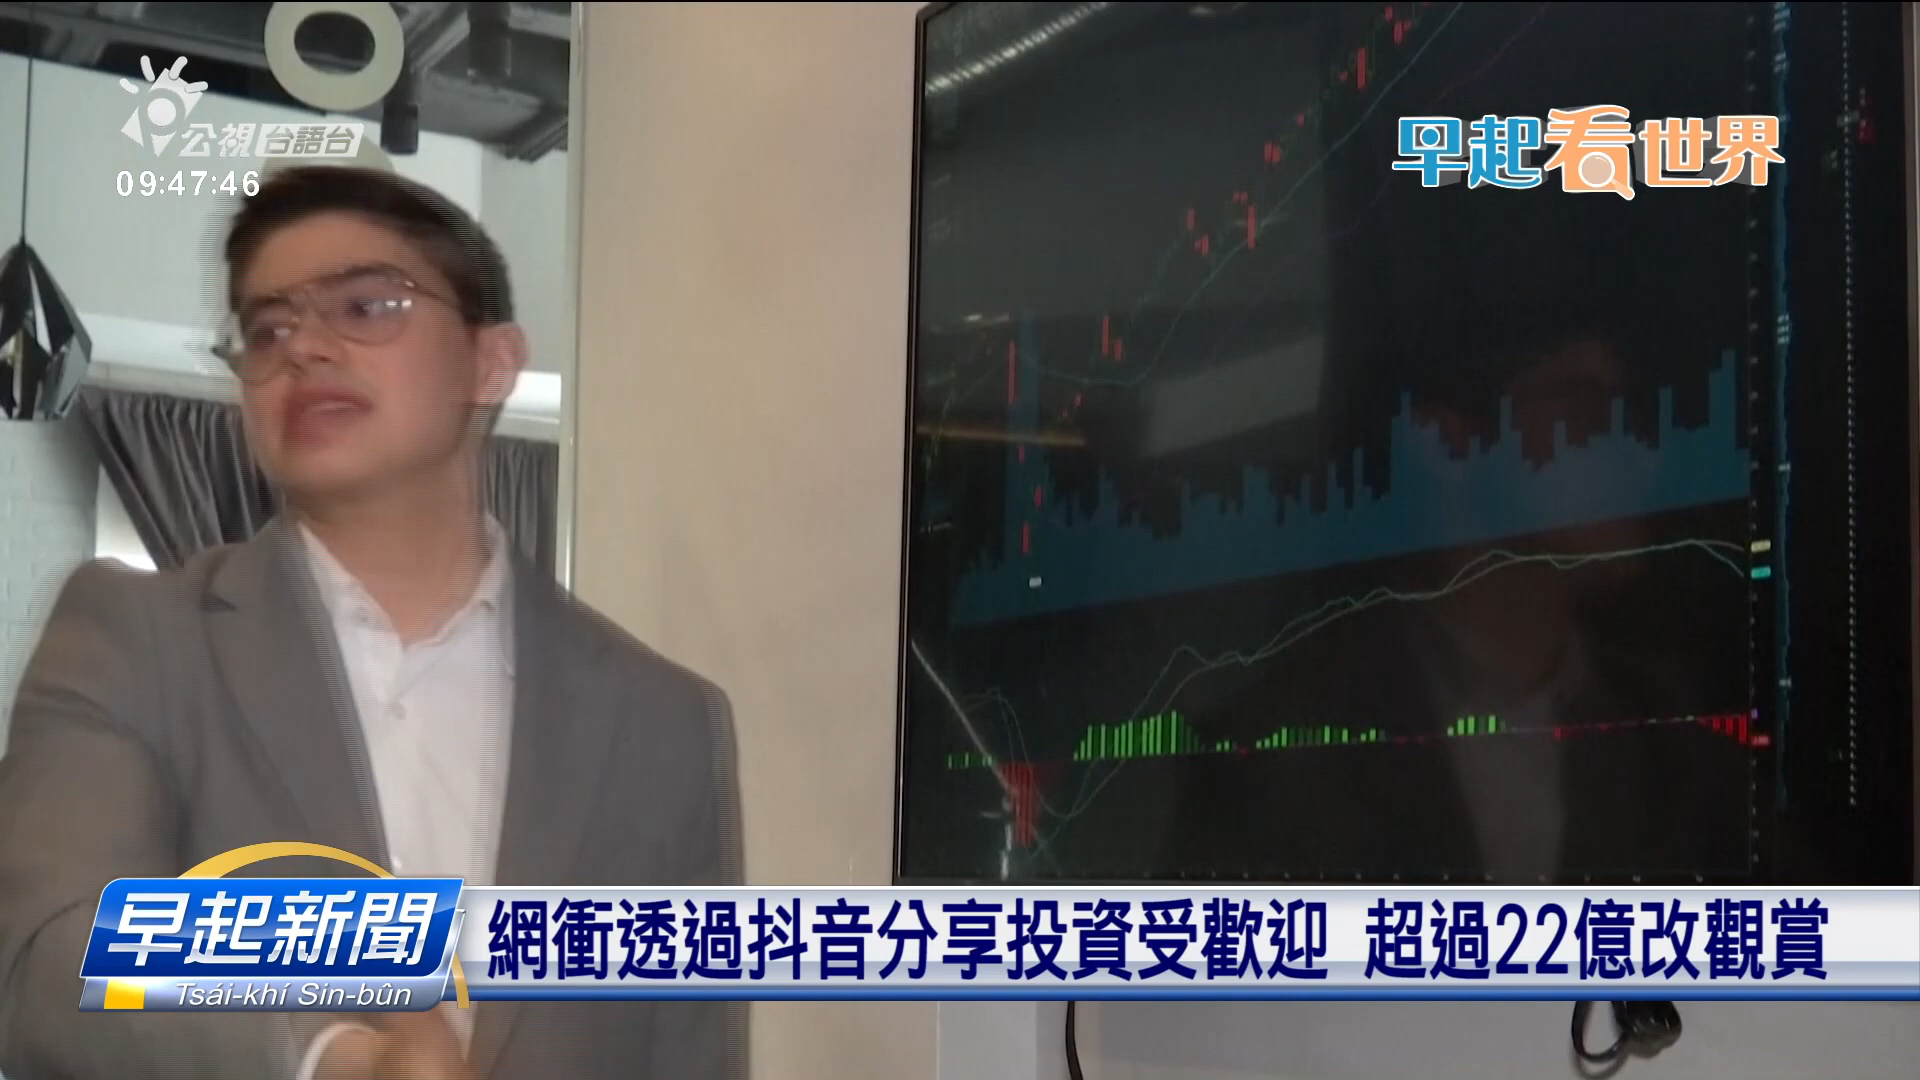 公視台語台
09:47:46
早起看世界
早起新聞
Tsái-khí Sin-bûn
網衝透過抖音分享投資受歡迎 超過22億改觀賞